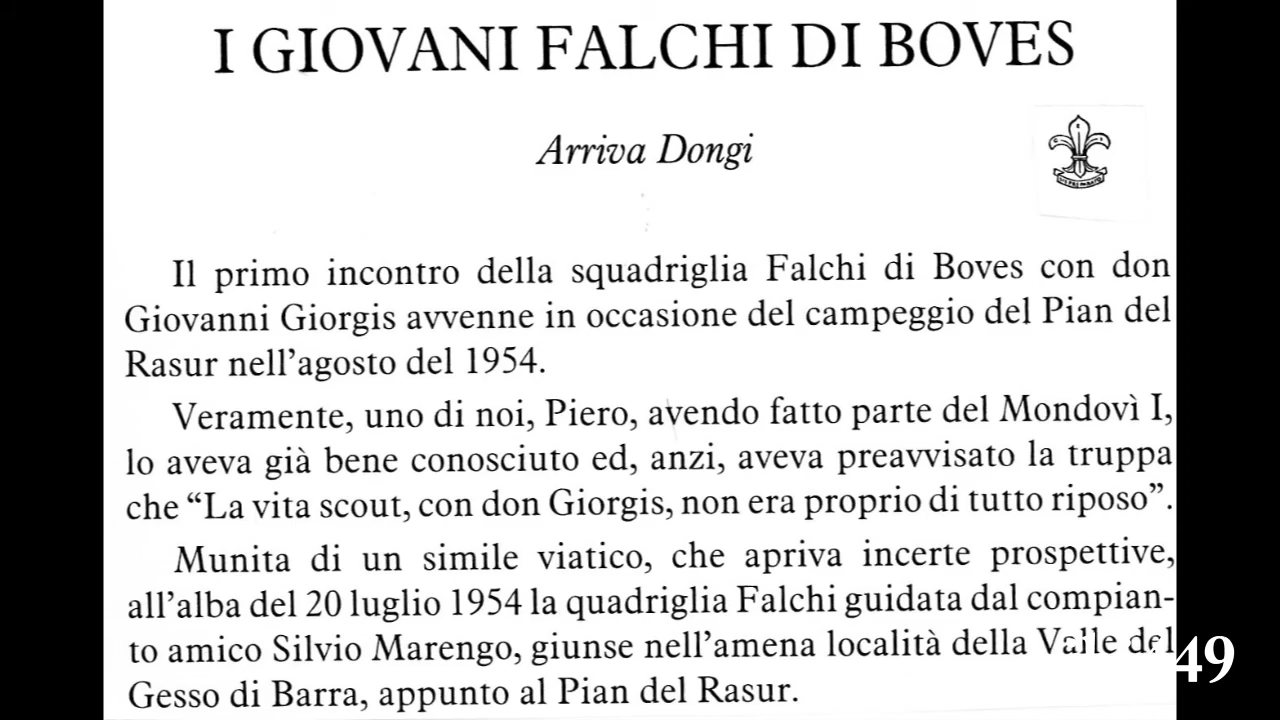 I GIOVANI FALCHI DI BOVES
Arriva Dongi
Il primo incontro della squadriglia Falchi di Boves con don
Giovanni Giorgis avvenne in occasione del campeggio del Pian del
Rasur nell’agosto del 1954.
Veramente, uno di noi, Piero, avendo fatto parte del Mondovì I,
lo aveva già bene conosciuto ed, anzi, aveva preavvisato la truppa
che “La vita scout, con don Giorgis, non era proprio di tutto riposo”.
Munita di un simile viatico, che apriva incerte prospettive,
all’alba del 20 luglio 1954 la quadriglia Falchi guidata dal compian-
to amico Silvio Marengo, giunse nell’amena località della Valle del
Gesso di Barra, appunto al Pian del Rasur.
49